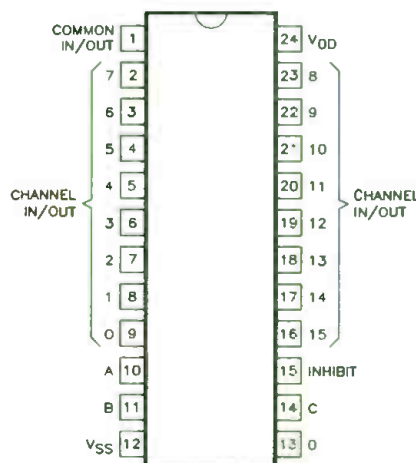 COMMON
IN/OUT 1 24 VOD
7 2 23 8
6 3 22 9
5 4 2* 10
4 5 20 11
CHANNEL
IN/OUT
CHANNEL
IN/OUT
3 6 19 12
2 7 18 13
1 8 17 14
0 9 16 15
A 10 15 INHIBIT
B 11 14 C
VSS 12 13 D